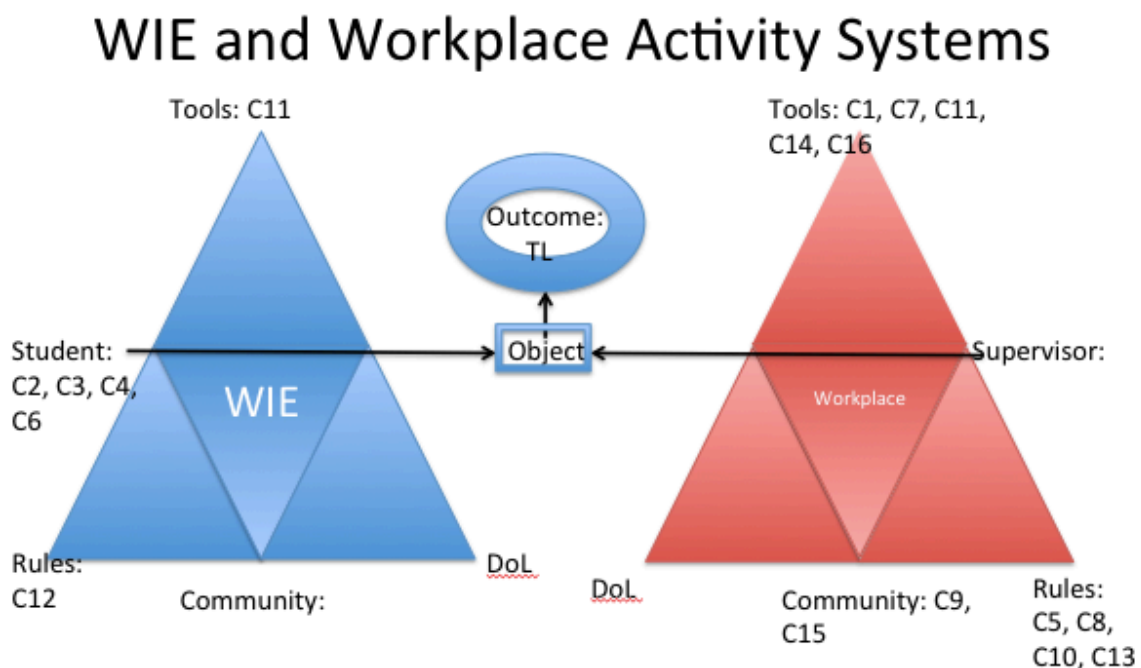 WIE and Workplace Activity Systems
Tools: C11
Tools: C1, C7, C11,
C14, C16
Outcome:
TL
Student:
C2, C3, C4,
C6
Object
Supervisor:
WIE
Workplace
Rules:
C12
Community:
DoL
DoL
Community: C9,
C15
Rules:
C5, C8,
C10, C13